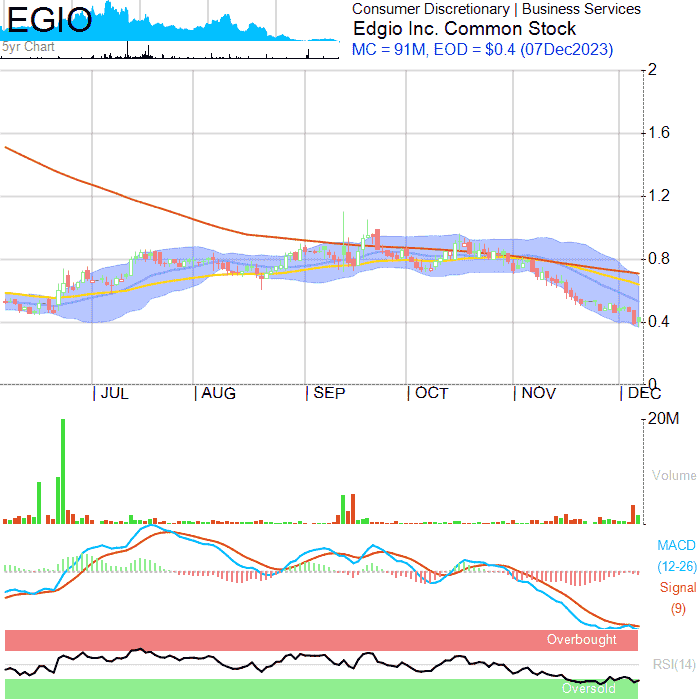 EGIO
5yr Chart
Consumer Discretionary | Business Services
Edgio Inc. Common Stock
MC = 91M, EOD = $0.4 (07Dec2023)
2
1.6
1.2
0.8
0.4
0
JUL
AUG
SEP
OCT
NOV
DEC
20M
Volume
MACD
(12-26)
Signal
(9)
Overbought
RSI(14)
Oversold